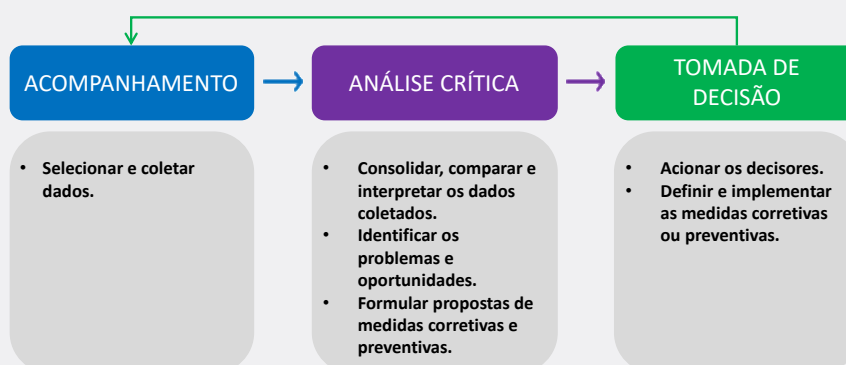 ACOMPANHAMENTO
ANÁLISE CRÍTICA
TOMADA DE
DECISÃO
• Selecionar e coletar
dados.
• Consolidar, comparar e
interpretar os dados
coletados.
• Identificar os
problemas e
oportunidades.
• Formular propostas de
medidas corretivas e
preventivas.
• Acionar os decisores.
• Definir e implementar
as medidas corretivas
ou preventivas.